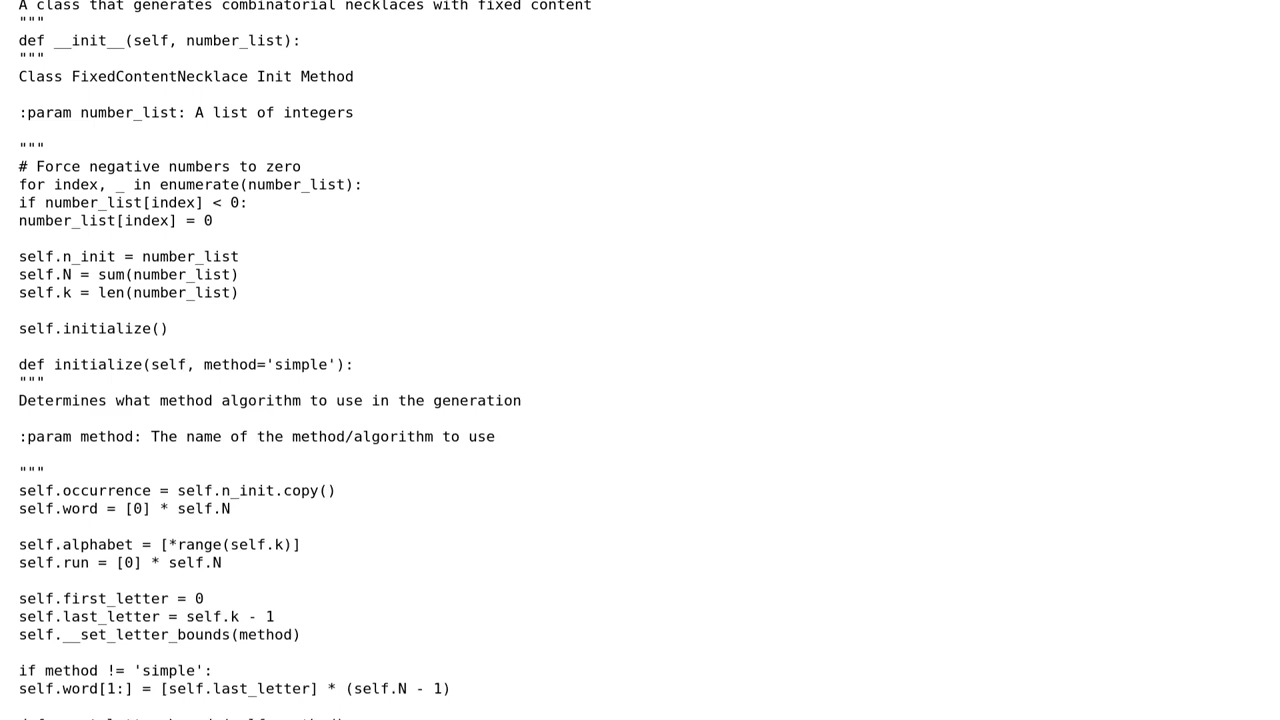 A class that generates combinatorial necklaces with fixed content
"""
def __init__(self, number_list):
"""
Class FixedContentNecklace Init Method

:param number_list: A list of integers

"""
# Force negative numbers to zero
for index, _ in enumerate(number_list):
if number_list[index] < 0:
number_list[index] = 0

self.n_init = number_list
self.N = sum(number_list)
self.k = len(number_list)

self.initialize()

def initialize(self, method='simple'):
"""
Determines what method algorithm to use in the generation

:param method: The name of the method/algorithm to use

"""
self.occurrence = self.n_init.copy()
self.word = [0] * self.N

self.alphabet = [*range(self.k)]
self.run = [0] * self.N

self.first_letter = 0
self.last_letter = self.k - 1
self.__set_letter_bounds(method)

if method != 'simple':
self.word[1:] = [self.last_letter] * (self.N - 1)